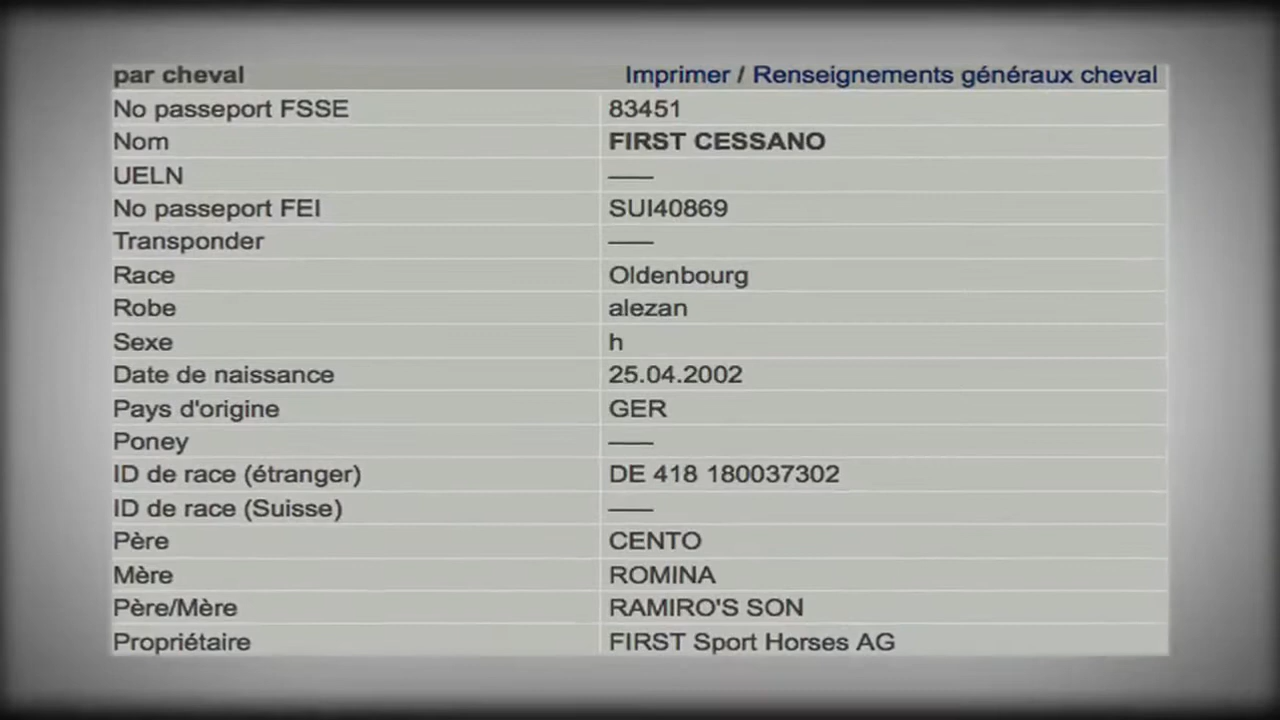 par cheval Imprimer / Renseignements généraux cheval
No passeport FSSE 83451
Nom FIRST CESSANO
UELN ——
No passeport FEI SUI40869
Transponder ——
Race Oldenbourg
Robe alezan
Sexe h
Date de naissance 25.04.2002
Pays d'origine GER
Poney ——
ID de race (étranger) DE 418 180037302
ID de race (Suisse) ——
Père CENTO
Mère ROMINA
Père/Mère RAMIRO'S SON
Propriétaire FIRST Sport Horses AG